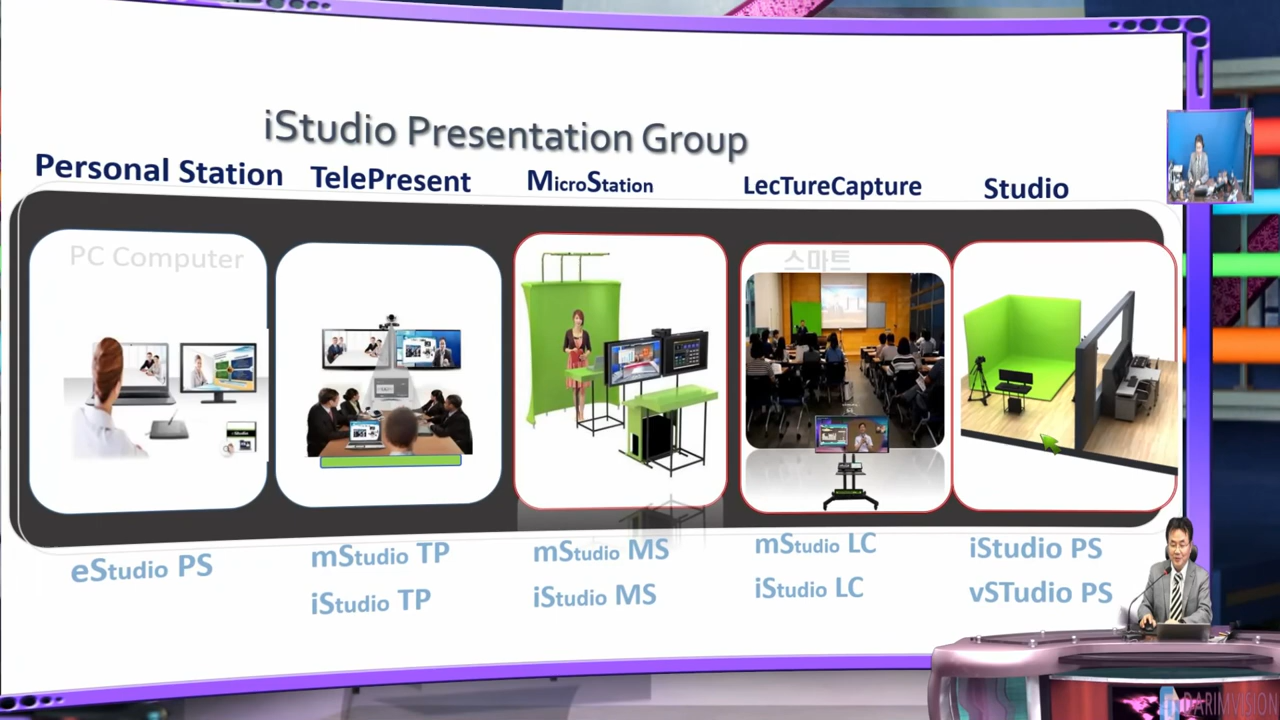 iStudio Presentation Group
Personal Station TelePresent MicroStation LecTureCapture Studio
PC Computer 스마트
eStudio PS mStudio TP mStudio MS mStudio LC iStudio PS
iStudio TP iStudio MS iStudio LC vSTudio PS
DARIMVISION